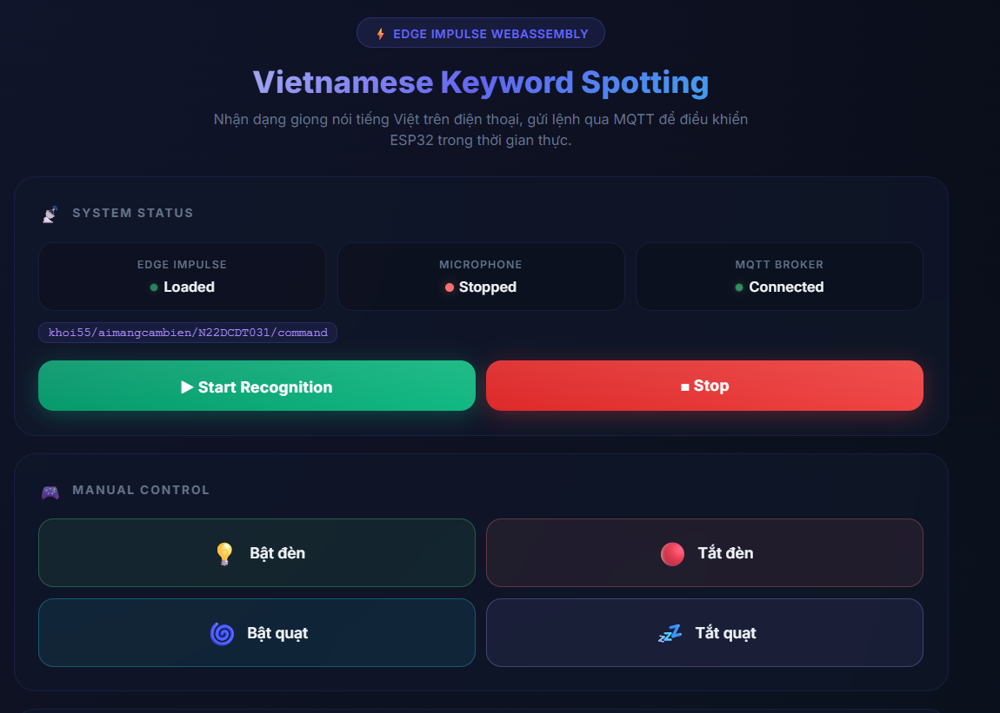 EDGE IMPULSE WEBASSEMBLY
Vietnamese Keyword Spotting
Nhận dạng giọng nói tiếng Việt trên điện thoại, gửi lệnh qua MQTT để điều khiển
ESP32 trong thời gian thực.
SYSTEM STATUS
EDGE IMPULSE
Loaded
MICROPHONE
Stopped
MQTT BROKER
Connected
khoi55/aimangcambien/N22DCDT031/command
▶ Start Recognition
■ Stop
MANUAL CONTROL
Bật đèn
Tắt đèn
Bật quạt
Tắt quạt